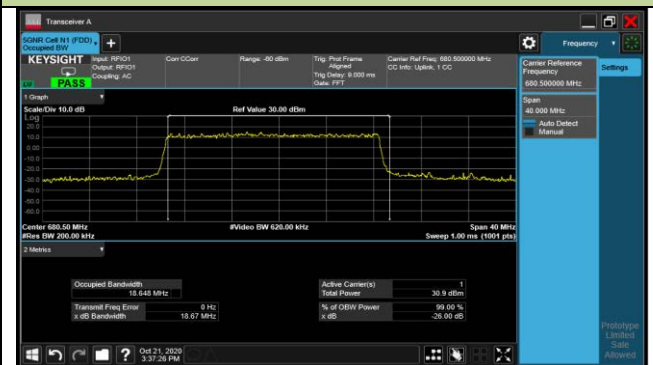 Transceiver A
5GNR Cell N1 (FDD)
Occupied BW
+
KEYSIGHT
PASS
Input: RFIO1
Output: RFIO1
Coupling: AC
Corr CCorr
Range: -80 dBm
Trig: Prst Frame
Aligned
Trig Delay: 0.000 ms
Gate: FFT
Carrier Ref Freq: 680.500000 MHz
CC Info: Uplink, 1 CC
Frequency
Carrier Reference
Frequency
680.500000 MHz
Settings
Span
40.000 MHz
Auto Detect
Manual
1 Graph
Scale/Div 10.0 dB
Ref Value 30.00 dBm
Log
20.0
10.0
0.00
-10.0
-20.0
-30.0
-40.0
-50.0
-60.0
Center 680.50 MHz
#Video BW 620.00 kHz
Span 40 MHz
#Res BW 200.00 kHz
Sweep 1.00 ms (1001 pts)
2 Metrics
Occupied Bandwidth
18.648 MHz
Active Carrier(s) 1
Total Power 30.9 dBm
Transmit Freq Error 0 Hz
x dB Bandwidth 18.67 MHz
% of OBW Power 99.00 %
x dB -26.00 dB
Prototype
Limited
Sale
Allowed
?
Oct 21, 2020
3:37:26 PM